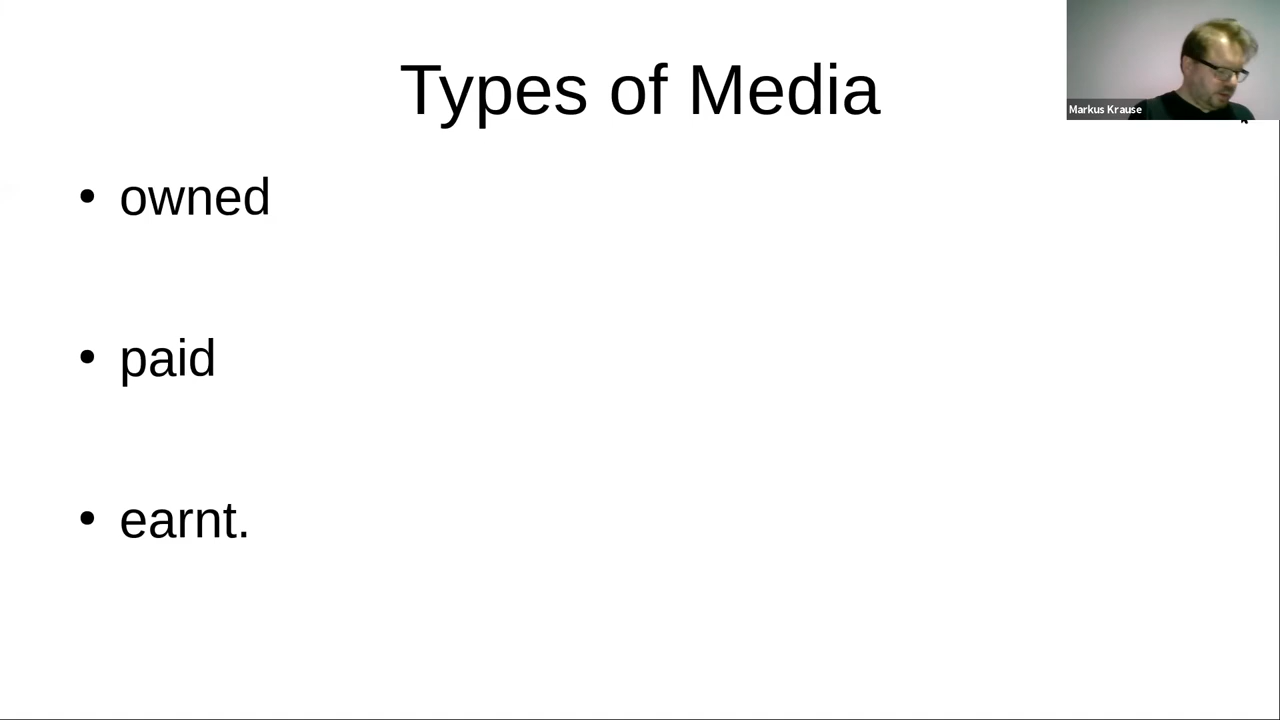 Types of Media
Markus Krause
• owned
• paid
• earnt.